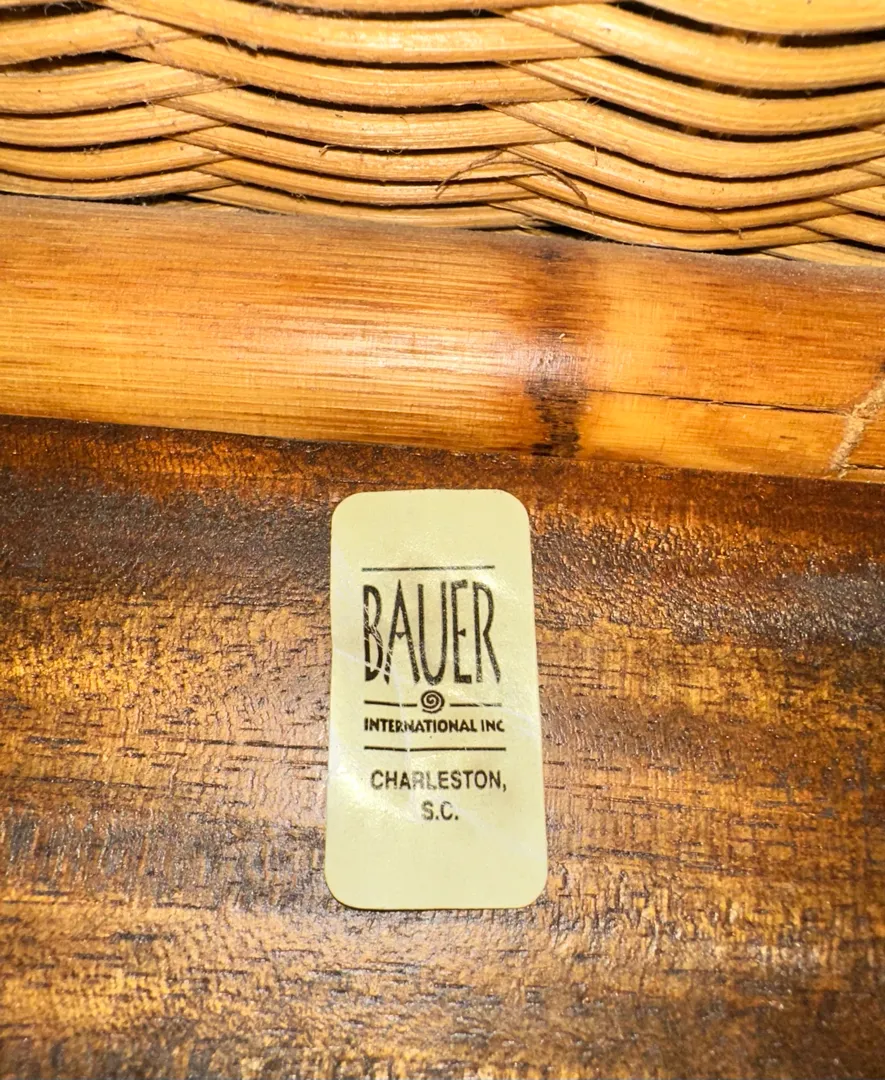 BAUER
INTERNATIONAL INC
CHARLESTON,
S.C.